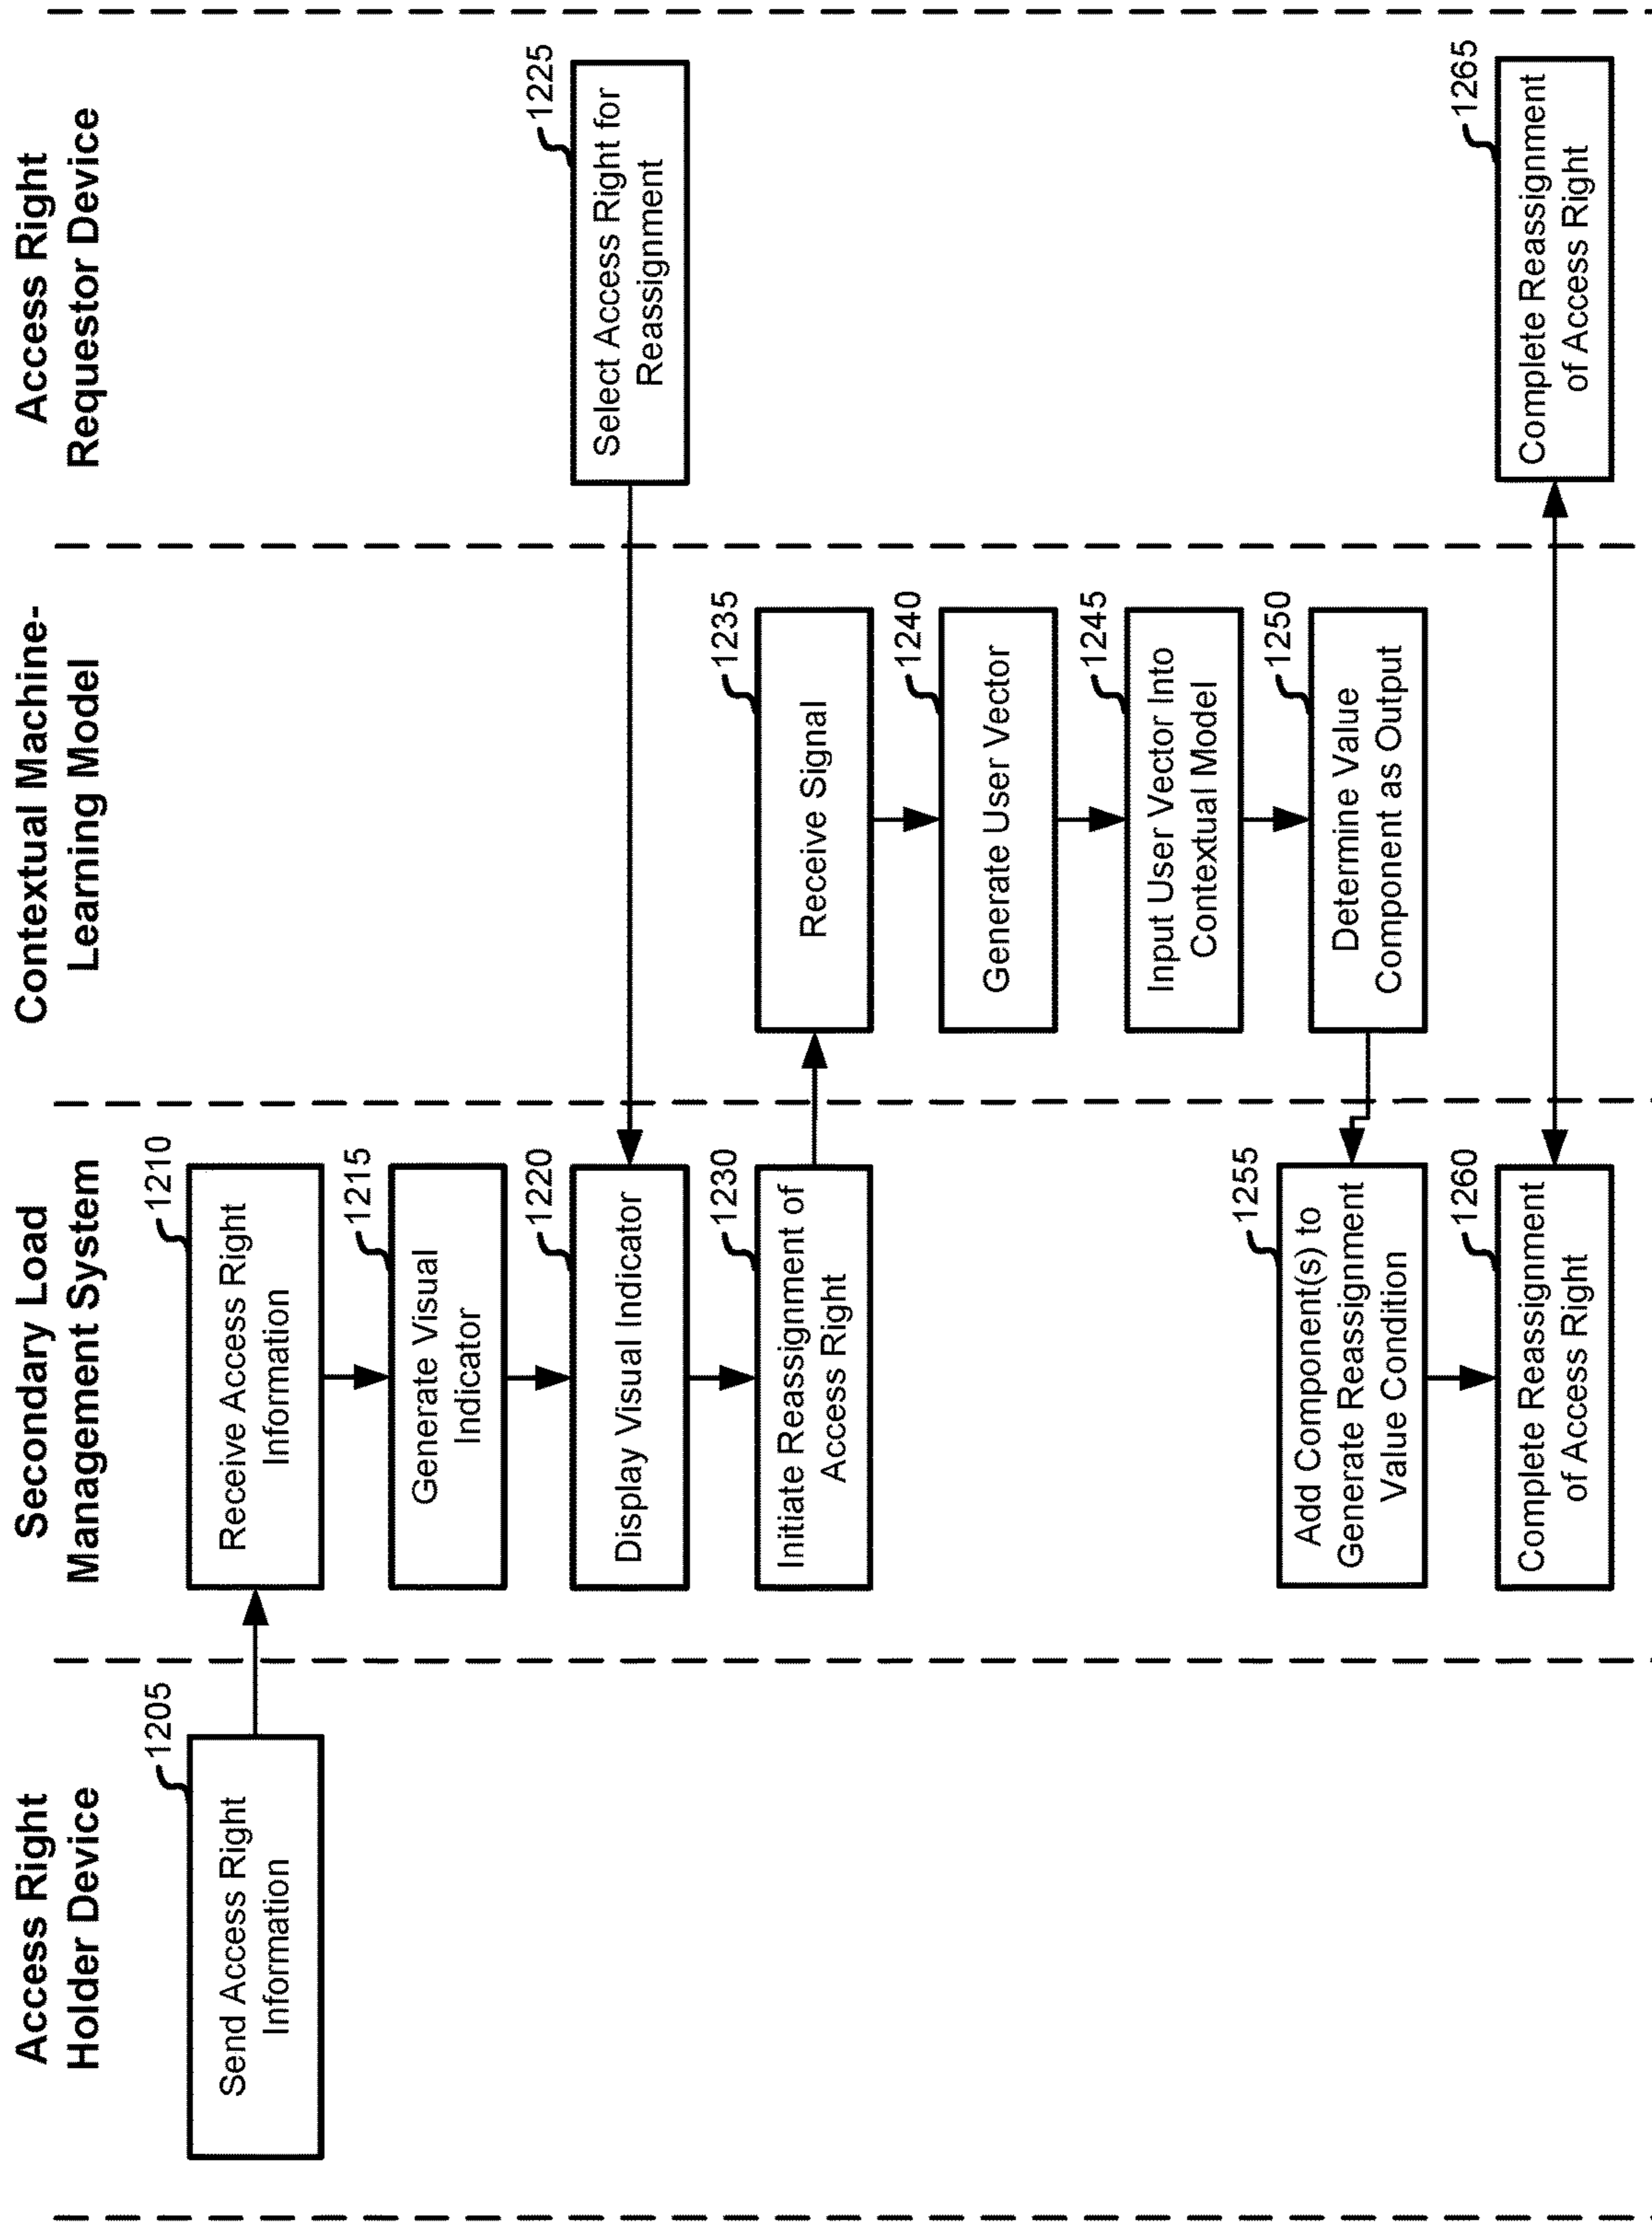 Access Right
Holder Device
Secondary Load
Management System
Contextual Machine-
Learning Model
Access Right
Requestor Device
1205
Send Access Right
Information
1210
Receive Access Right
Information
1215
Generate Visual
Indicator
1220
Display Visual Indicator
1225
Select Access Right for
Reassignment
1230
Initiate Reassignment of
Access Right
1235
Receive Signal
1240
Generate User Vector
1245
Input User Vector Into
Contextual Model
1250
Determine Value
Component as Output
1255
Add Component(s) to
Generate Reassignment
Value Condition
1260
Complete Reassignment
of Access Right
1265
Complete Reassignment
of Access Right